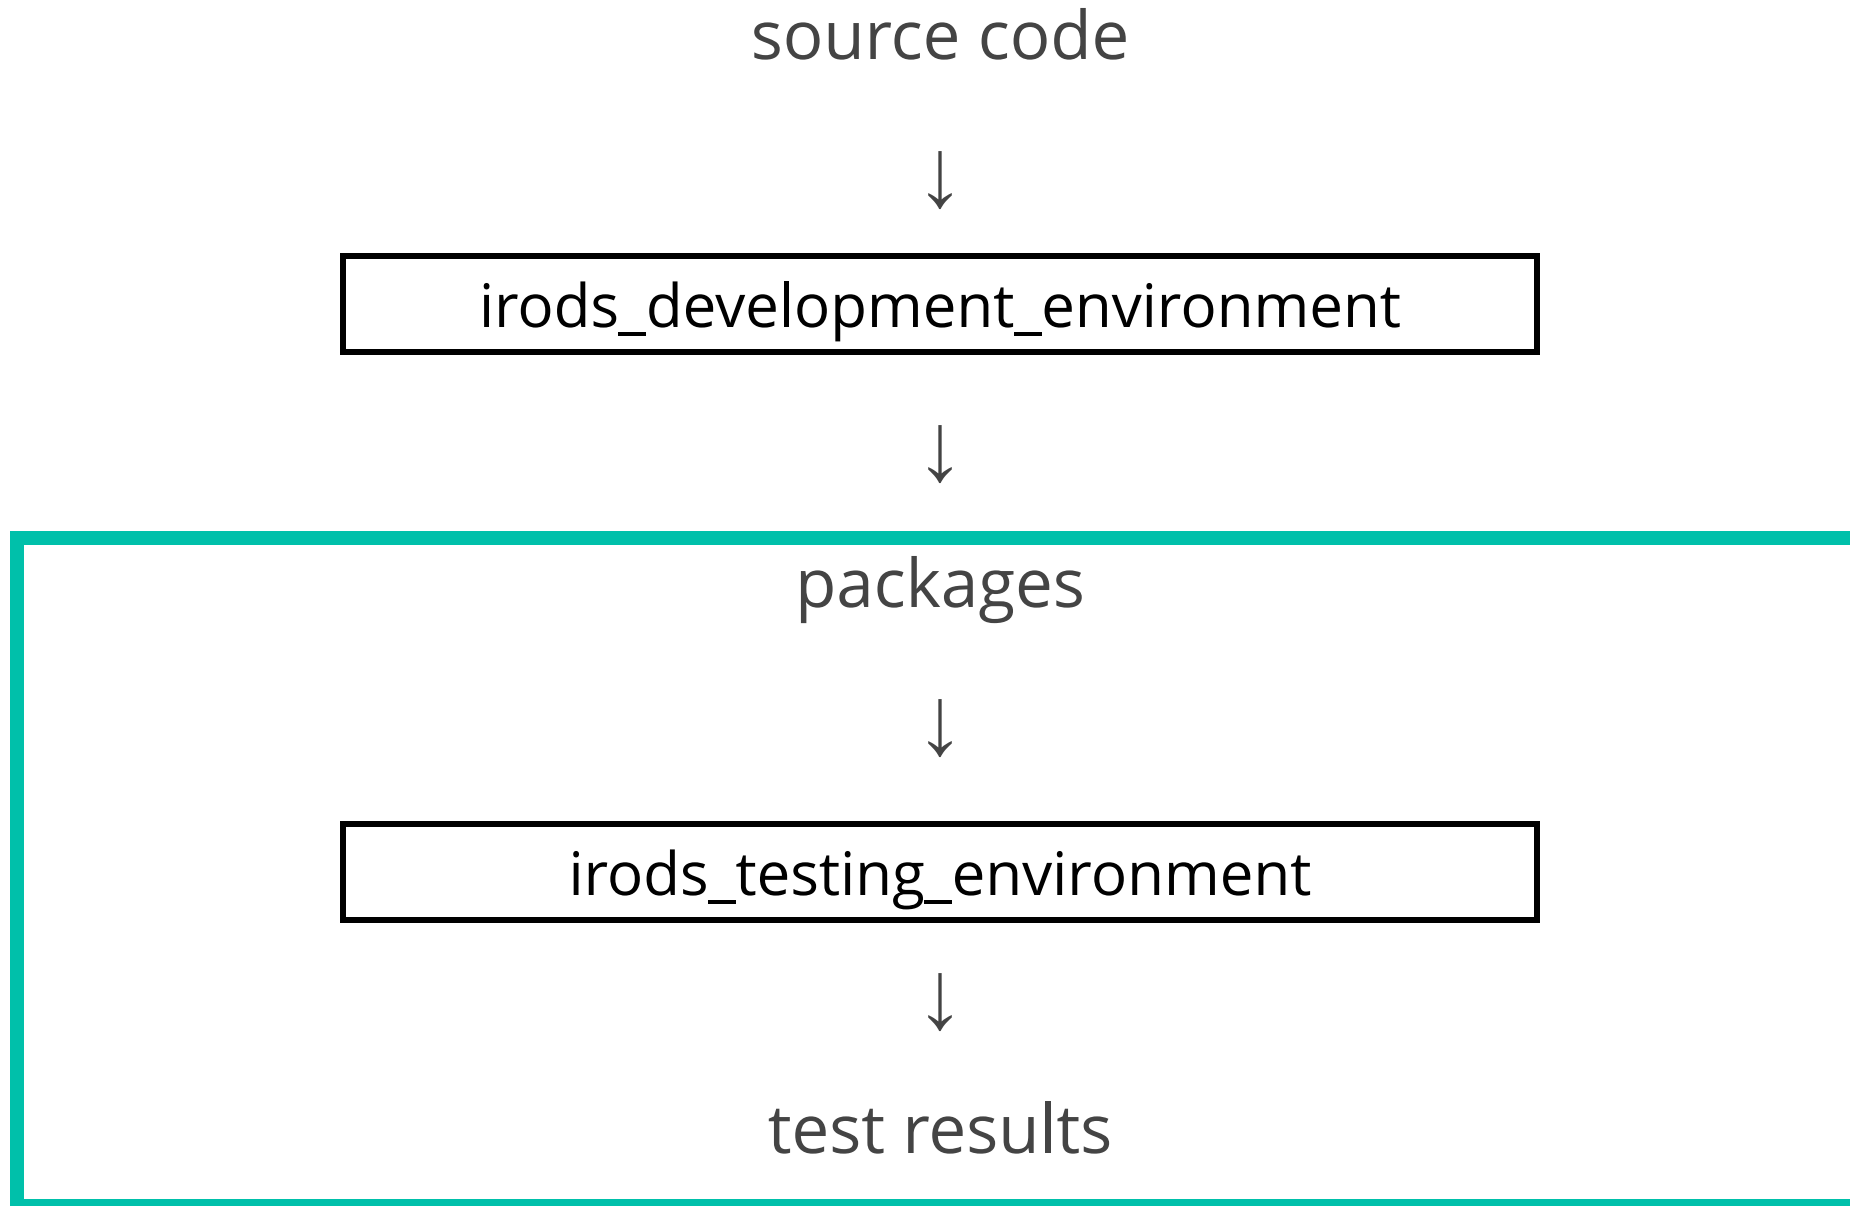 source code
↓
irods_development_environment
↓
packages
↓
irods_testing_environment
↓
test results